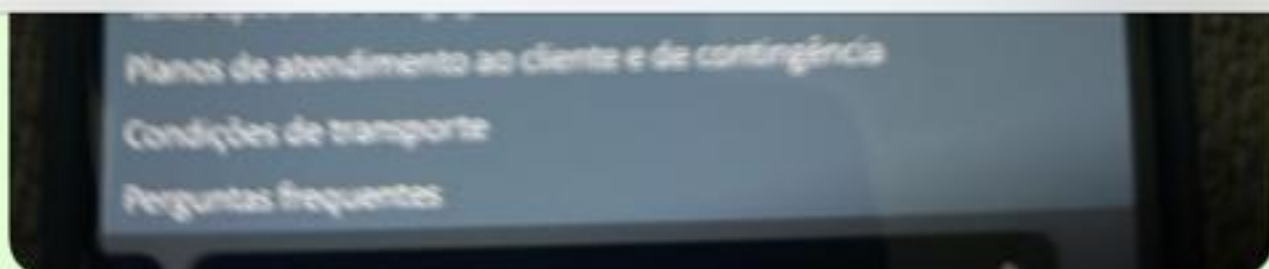 Planos de atendimento ao cliente e de contingência
Condições de transporte
Perguntas frequentes